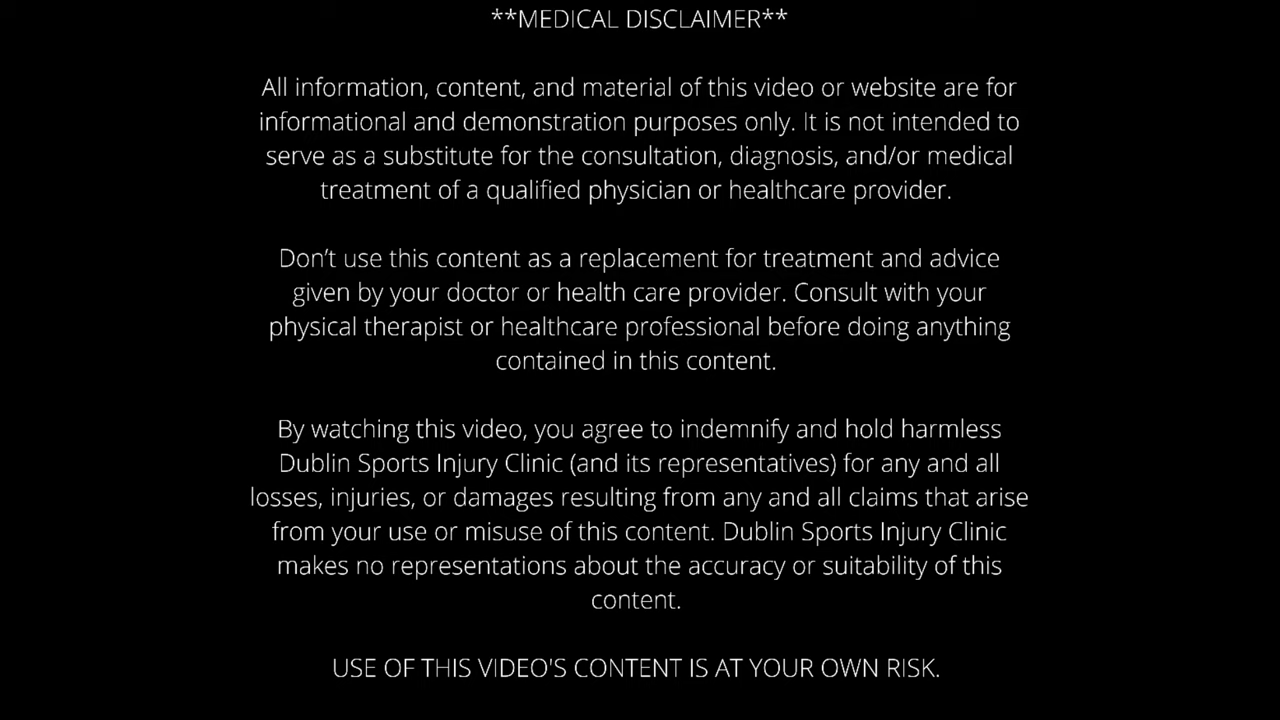 **MEDICAL DISCLAIMER**
All information, content, and material of this video or website are for
informational and demonstration purposes only. It is not intended to
serve as a substitute for the consultation, diagnosis, and/or medical
treatment of a qualified physician or healthcare provider.
Don’t use this content as a replacement for treatment and advice
given by your doctor or health care provider. Consult with your
physical therapist or healthcare professional before doing anything
contained in this content.
By watching this video, you agree to indemnify and hold harmless
Dublin Sports Injury Clinic (and its representatives) for any and all
losses, injuries, or damages resulting from any and all claims that arise
from your use or misuse of this content. Dublin Sports Injury Clinic
makes no representations about the accuracy or suitability of this
content.
USE OF THIS VIDEO'S CONTENT IS AT YOUR OWN RISK.